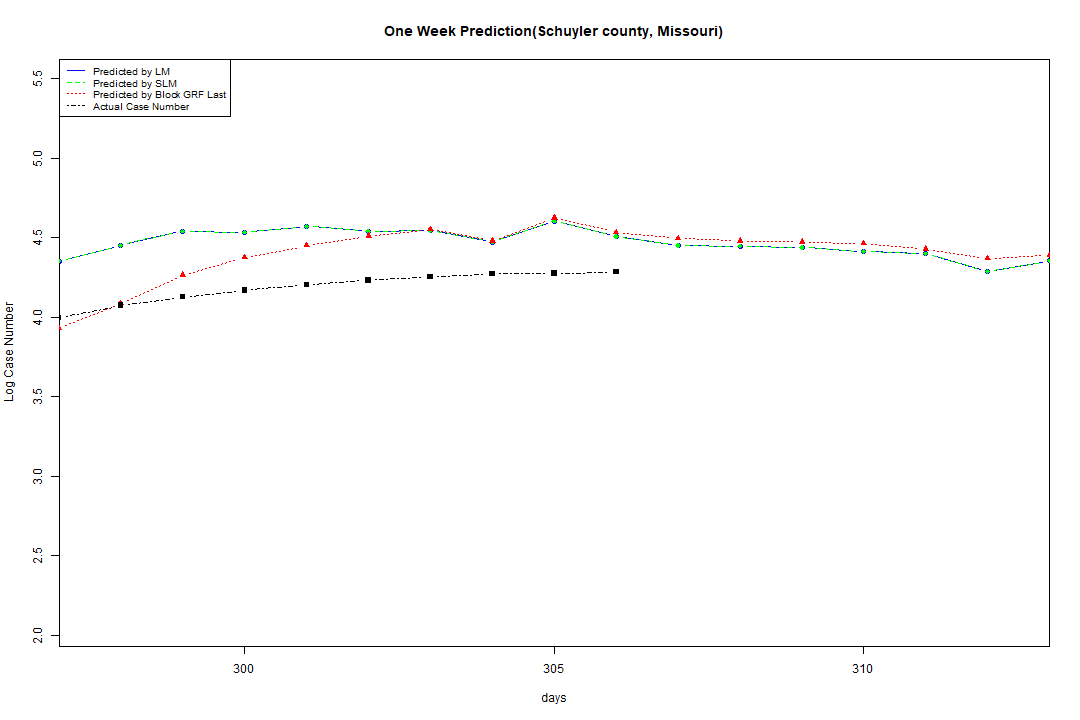 One Week Prediction(Schuyler county, Missouri)
Predicted by LM
Predicted by SLM
Predicted by Block GRF Last
Actual Case Number
5.5
5.0
4.5
4.0
3.5
3.0
2.5
2.0
Log Case Number
300
305
310
days